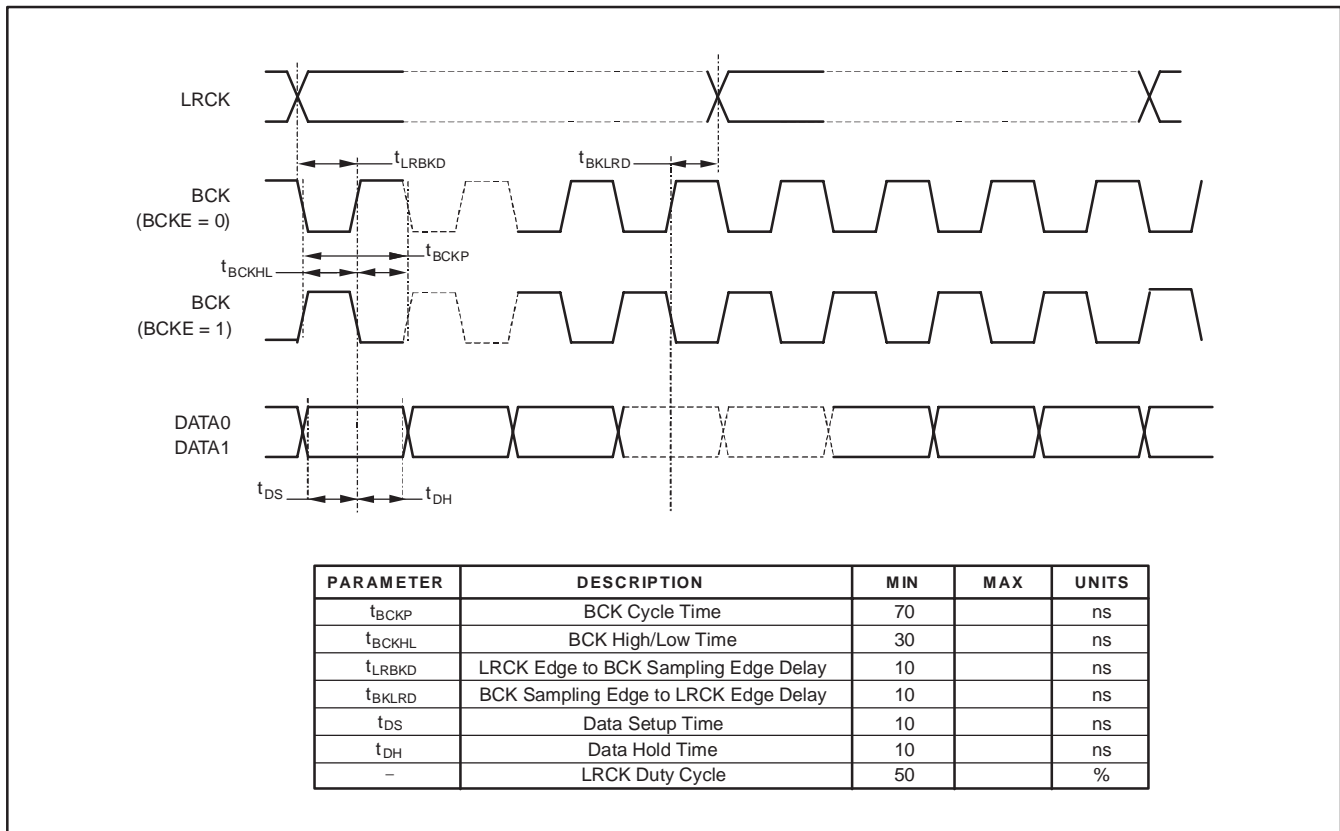 LRCK
tLRBKD
tBKLRD
BCK
(BCKE = 0)
tBCKP
tBCKHL
BCK
(BCKE = 1)
DATA0
DATA1
tDS
tDH
PARAMETER DESCRIPTION MIN MAX UNITS
tBCKP BCK Cycle Time 70 ns
tBCKHL BCK High/Low Time 30 ns
tLRBKD LRCK Edge to BCK Sampling Edge Delay 10 ns
tBKLRD BCK Sampling Edge to LRCK Edge Delay 10 ns
tDS Data Setup Time 10 ns
tDH Data Hold Time 10 ns
– LRCK Duty Cycle 50 %